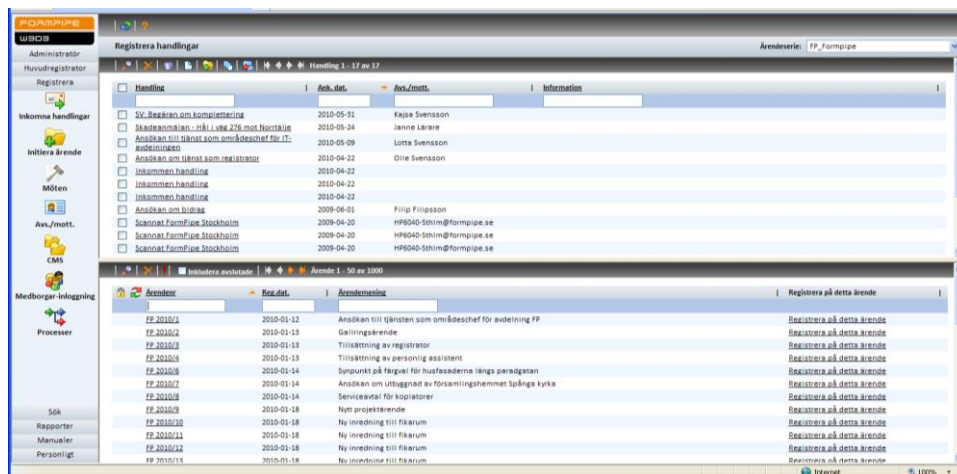 FORMPIPE
W3D3
Administratör
Huvudregistrator
Registrera
Inkomna handlingar
Initiera ärende
Möten
Avs./mott.
CMS
Medborgar-inloggning
Processer
Sök
Rapporter
Manualer
Personligt
Registrera handlingar
Ärendeserie: FP_Formpipe
Handling 1 - 17 av 17
Handling Ank. dat. Avs./mott. Information
SV: Begäran om komplettering 2010-05-31 Kajsa Svensson
Skadeanmälan - Hål i väg 276 mot Norrtälje 2010-05-24 Janne Lärare
Ansökan till tjänst som områdeschef för IT-
avdelningen 2010-05-09 Lotta Svensson
Ansökan om tjänst som registrator 2010-04-22 Olle Svensson
Inkommen handling 2010-04-22
Inkommen handling 2010-04-22
Inkommen handling 2010-04-22
Ansökan om bidrag 2009-06-01 Filip Filipsson
Scannat FormPipe Stockholm 2009-04-20 HP6040-Sthlm@formpipe.se
Scannat FormPipe Stockholm 2009-04-20 HP6040-Sthlm@formpipe.se
Scannat FormPipe Stockholm 2009-04-20 HP6040-Sthlm@formpipe.se
Inkludera avslutade Ärende 1 - 50 av 1000
Ärendenr Reg.dat. Ärendemening Registrera på detta ärende
FP 2010/1 2010-01-12 Ansökan till tjänsten som områdeschef för avdelning FP Registrera på detta ärende
FP 2010/2 2010-01-13 Gallringsärende Registrera på detta ärende
FP 2010/3 2010-01-13 Tillsättning av registrator Registrera på detta ärende
FP 2010/4 2010-01-13 Tillsättning av personlig assistent Registrera på detta ärende
FP 2010/6 2010-01-14 Synpunkt på färgval för husfasaderna längs paradgatan Registrera på detta ärende
FP 2010/7 2010-01-14 Ansökan om utbyggnad av församlingshemmet Spånga kyrka Registrera på detta ärende
FP 2010/8 2010-01-14 Serviceavtal för kopiatorer Registrera på detta ärende
FP 2010/9 2010-01-18 Nytt projektärende Registrera på detta ärende
FP 2010/10 2010-01-18 Ny inredning till fikarum Registrera på detta ärende
FP 2010/11 2010-01-18 Ny inredning till fikarum Registrera på detta ärende
FP 2010/12 2010-01-18 Ny inredning till fikarum Registrera på detta ärende
FP 2010/13 2010-01-18 Ny inredning till fikarum Registrera på detta ärende
Internet 100%